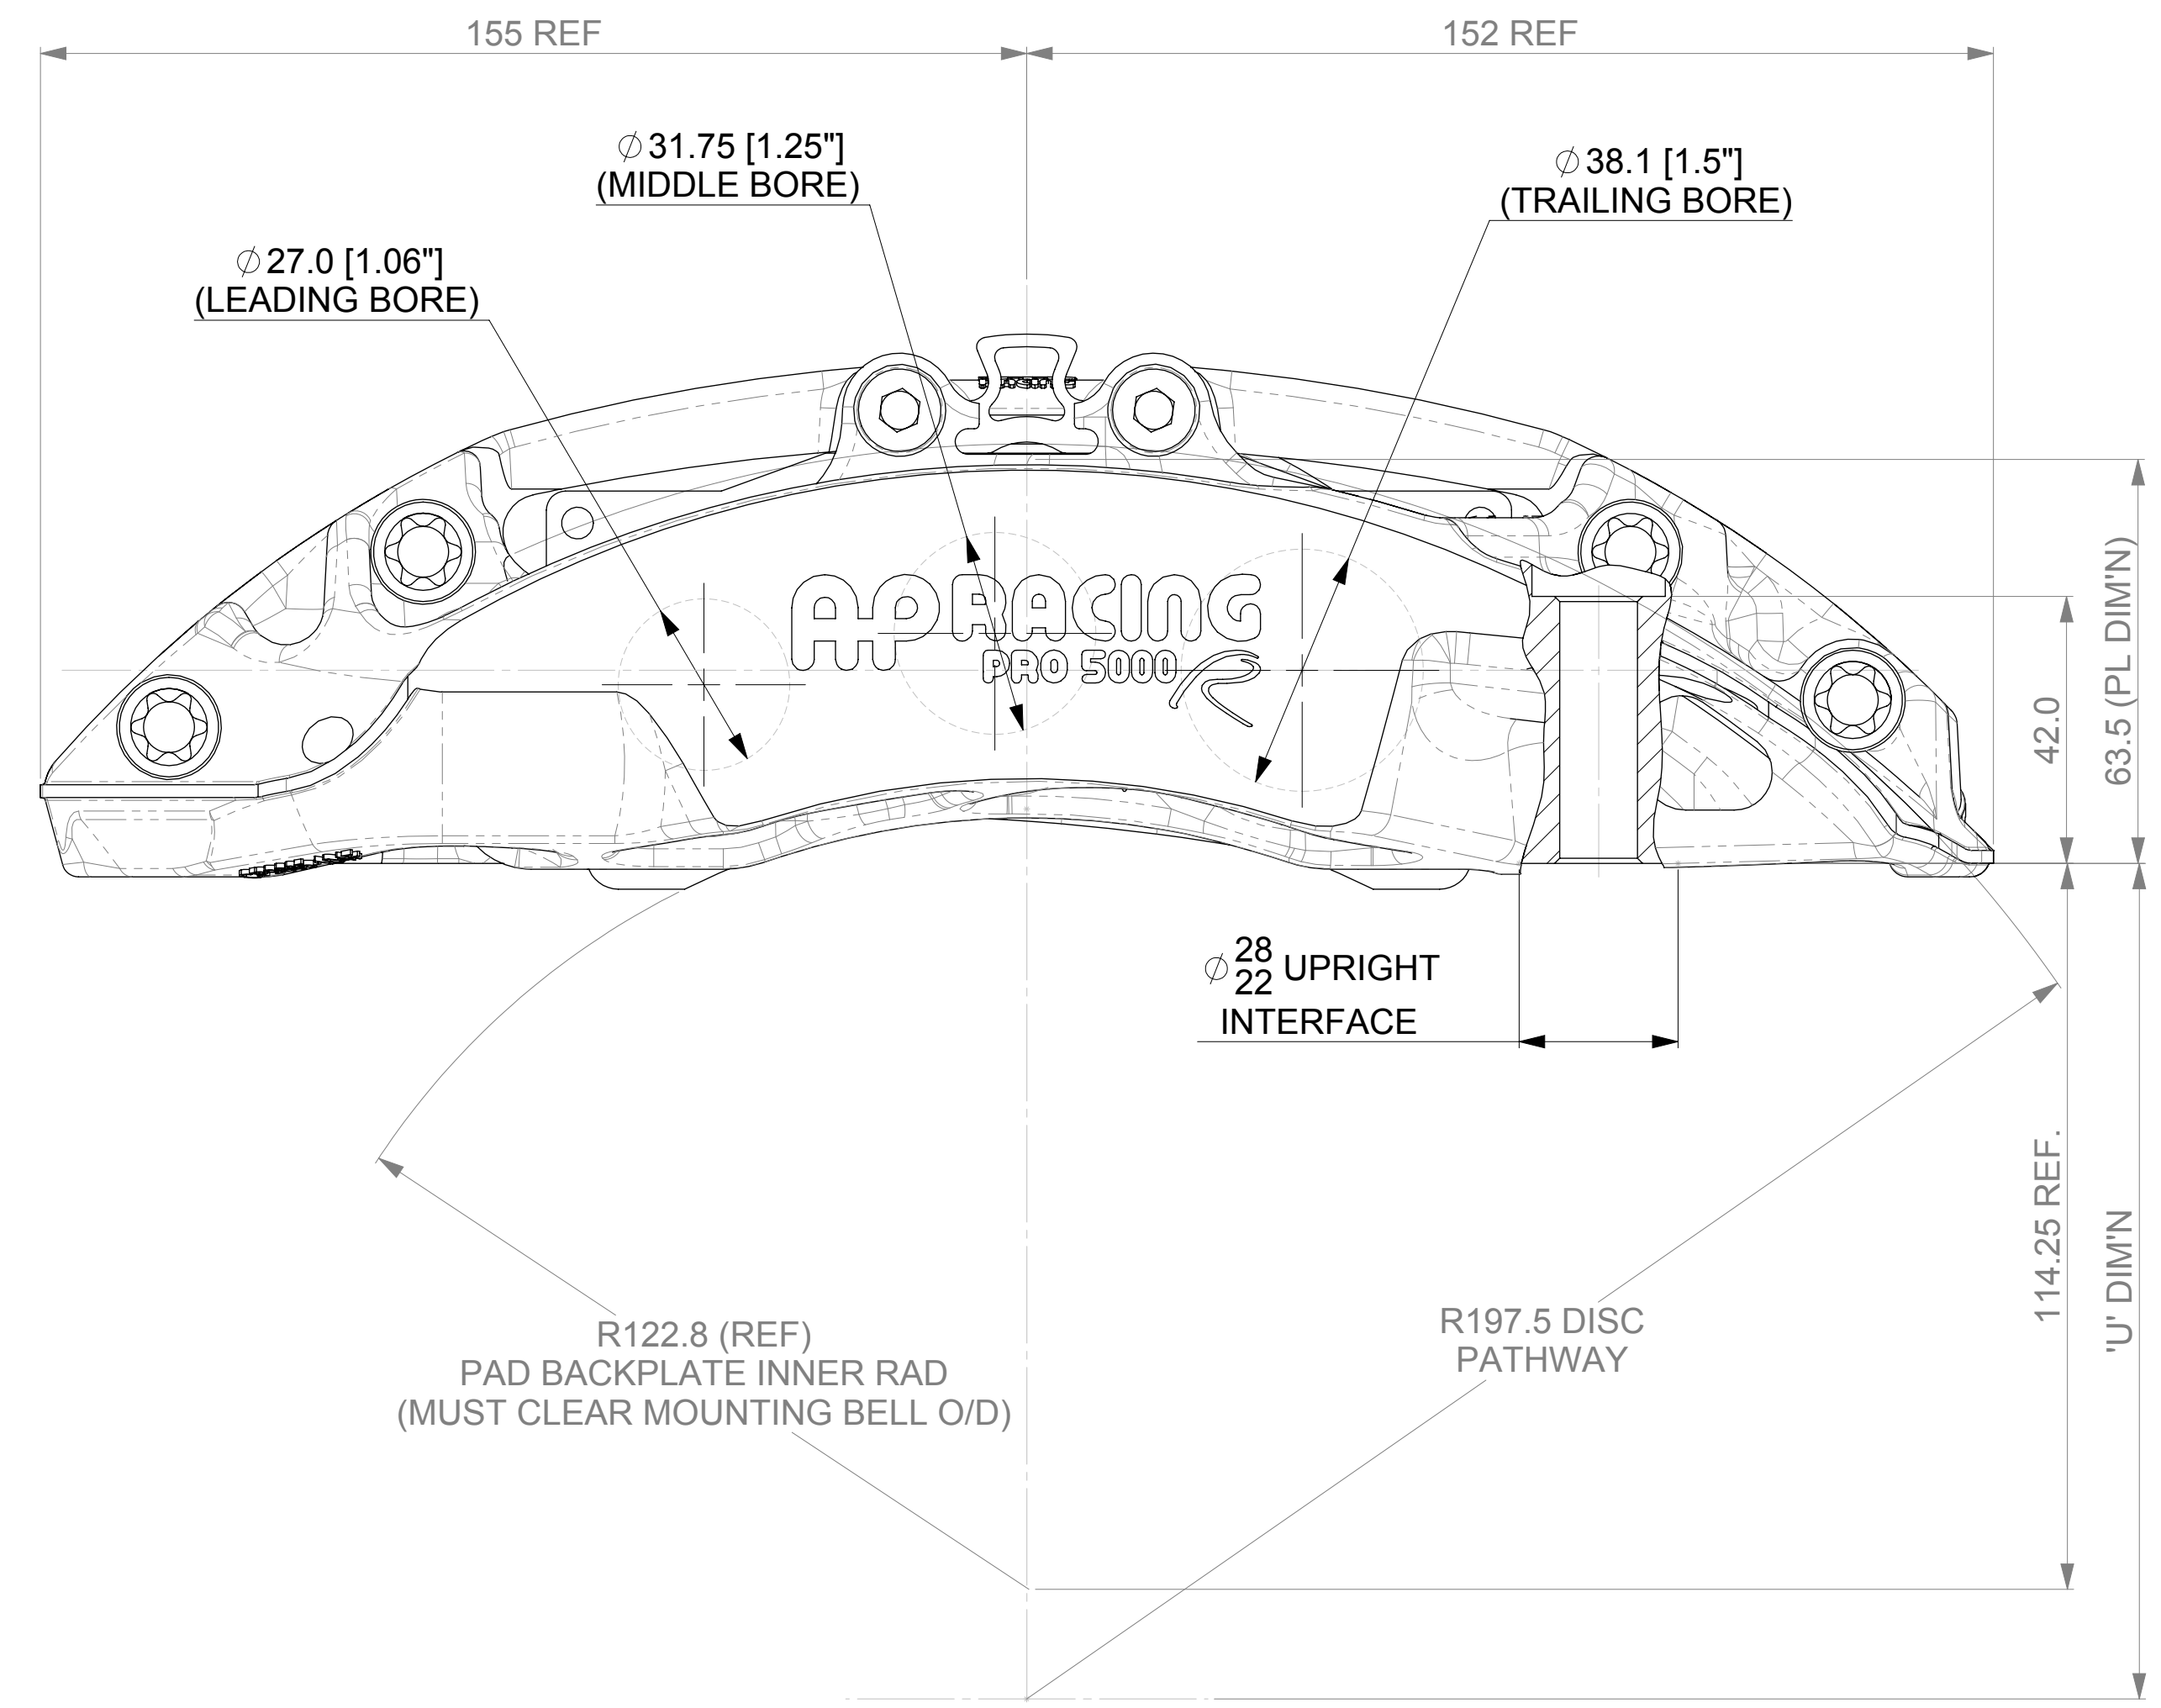 155 REF
152 REF
Ø 31.75 [1.25"]
(MIDDLE BORE)
Ø 38.1 [1.5"]
(TRAILING BORE)
Ø 27.0 [1.06"]
(LEADING BORE)
AP RACING
PRO 5000 R
42.0
63.5 (PL DIM'N)
Ø 28 UPRIGHT
22
INTERFACE
114.25 REF.
'U' DIM'N
R122.8 (REF)
PAD BACKPLATE INNER RAD
(MUST CLEAR MOUNTING BELL O/D)
R197.5 DISC
PATHWAY